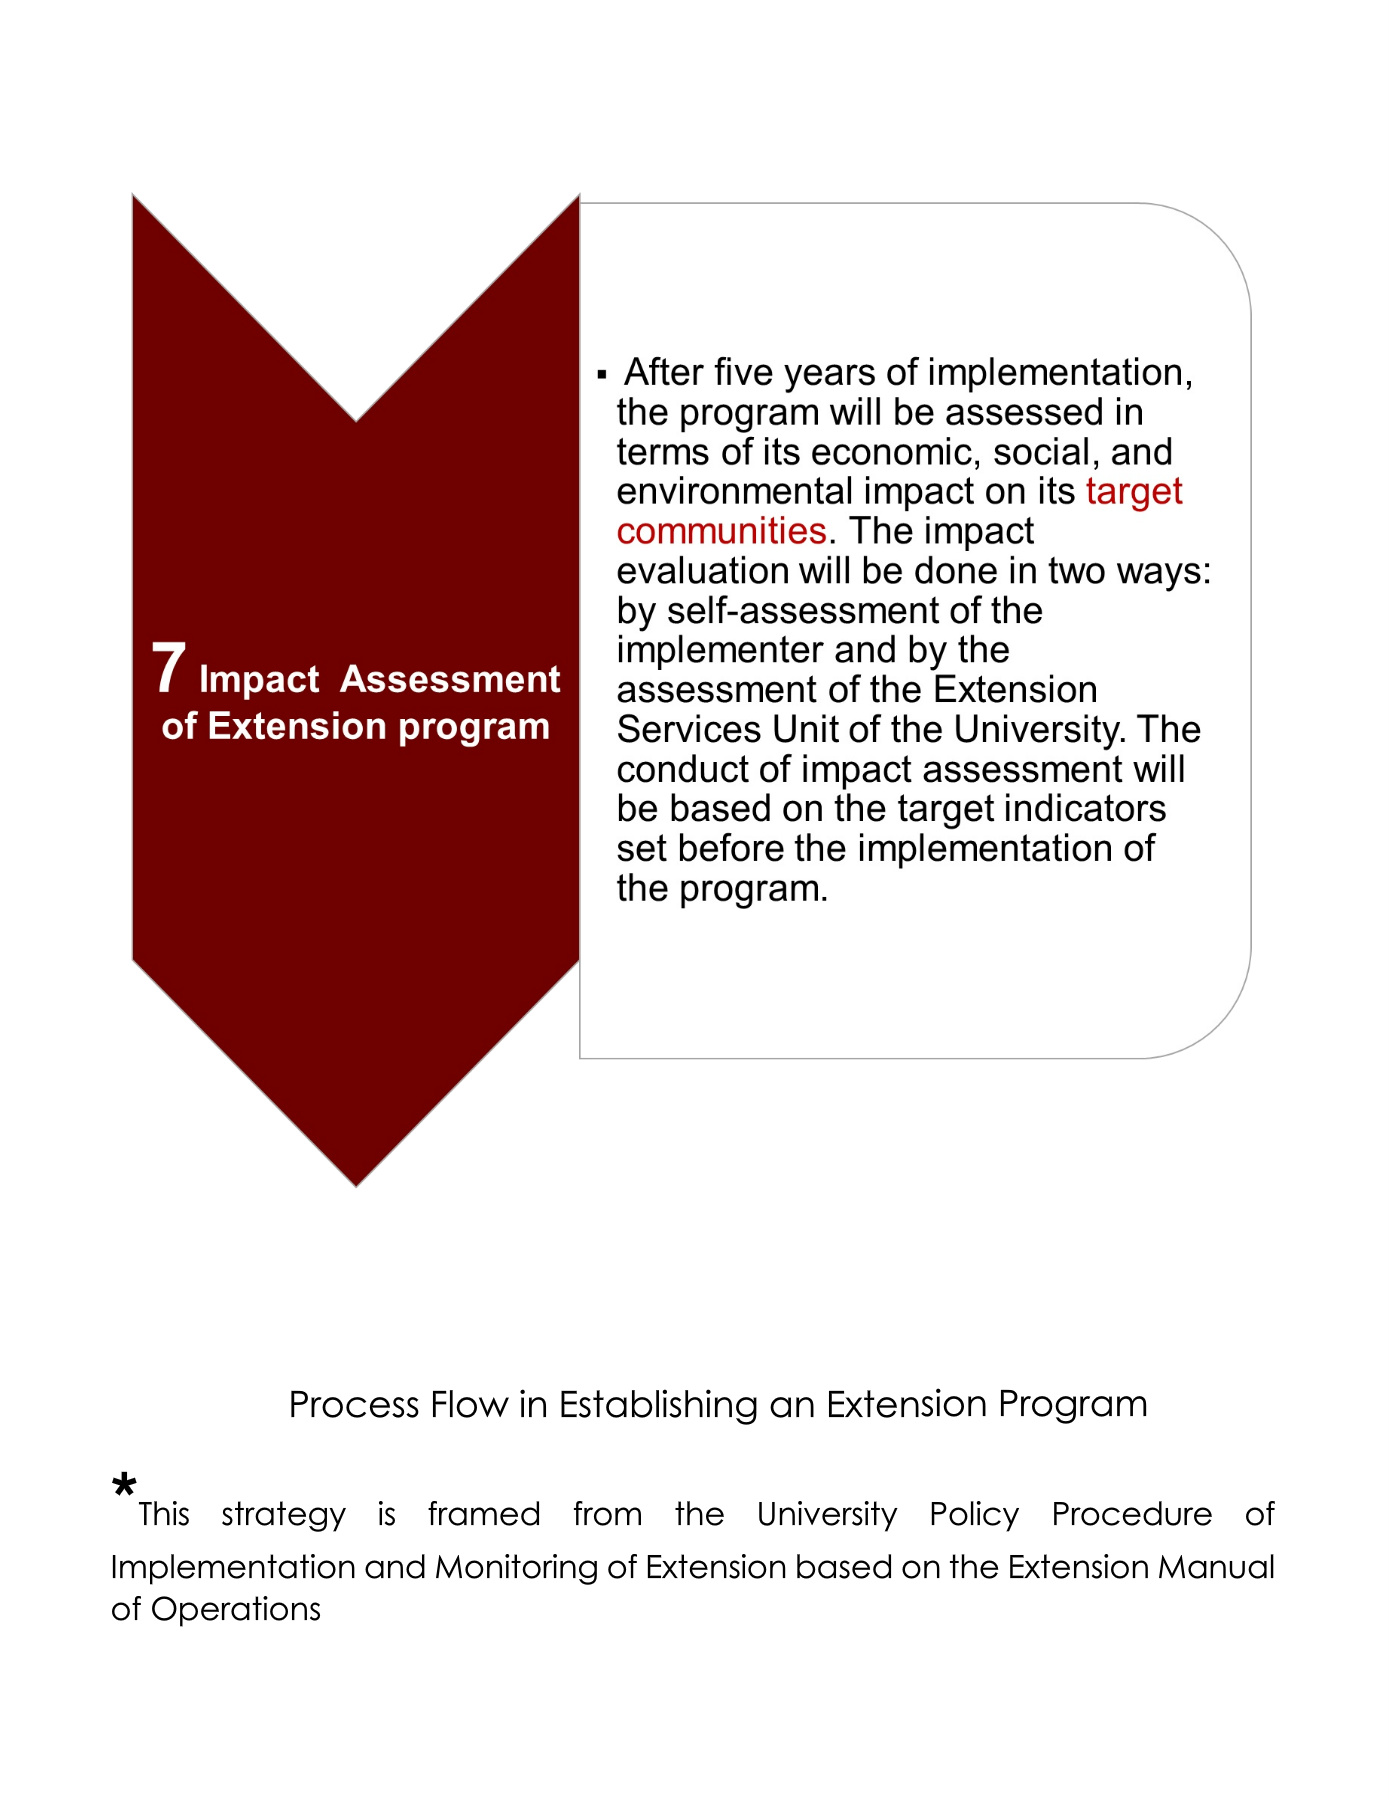 7 Impact Assessment
of Extension program
▪ After five years of implementation,
the program will be assessed in
terms of its economic, social, and
environmental impact on its target
communities. The impact
evaluation will be done in two ways:
by self-assessment of the
implementer and by the
assessment of the Extension
Services Unit of the University. The
conduct of impact assessment will
be based on the target indicators
set before the implementation of
the program.
Process Flow in Establishing an Extension Program
*This strategy is framed from the University Policy Procedure of
Implementation and Monitoring of Extension based on the Extension Manual
of Operations